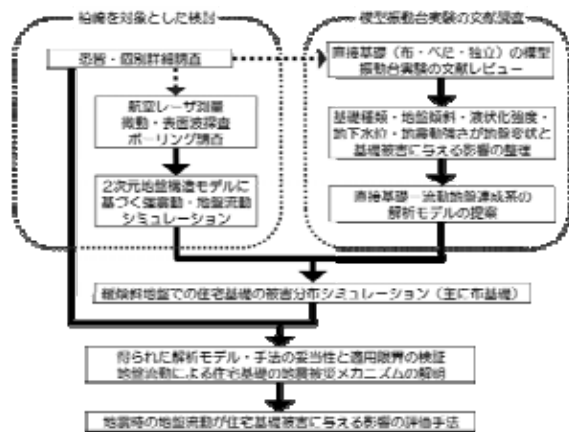 柏崎を対象とした検討
悉皆・個別詳細調査
航空レーザ測量
微動・表面波探査
ボーリング調査
2次元地盤構造モデルに
基づく強震動・地盤流動
シミュレーション
模型振動台実験の文献調査
直接基礎(布・べた・独立)の模型
振動台実験の文献レビュー
基礎種類・地盤傾斜・液状化強度・
地下水位・地震動強さが地盤変状と
基礎被害に与える影響の整理
直接基礎－流動地盤連成系の
解析モデルの提案
緩傾斜地盤での住宅基礎の被害分布シミュレーション(主に布基礎)
得られた解析モデル・手法の妥当性と適用限界の検証
地盤流動による住宅基礎の地震被災メカニズムの解明
地震時の地盤流動が住宅基礎被害に与える影響の評価手法